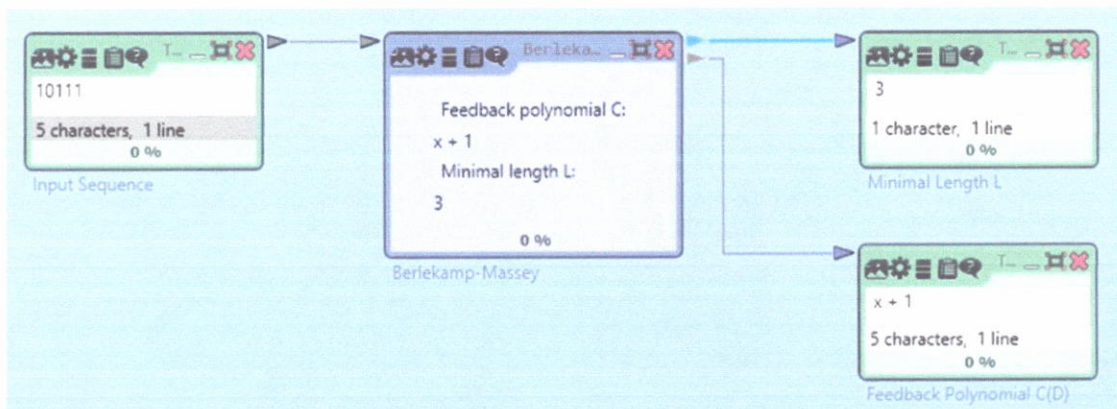 T...
10111
5 characters, 1 line
0 %
Input Sequence
Berleka...
Feedback polynomial C:
x + 1
Minimal length L:
3
0 %
Berlekamp-Massey
T...
3
1 character, 1 line
0 %
Minimal Length L
T...
x + 1
5 characters, 1 line
0 %
Feedback Polynomial C(D)